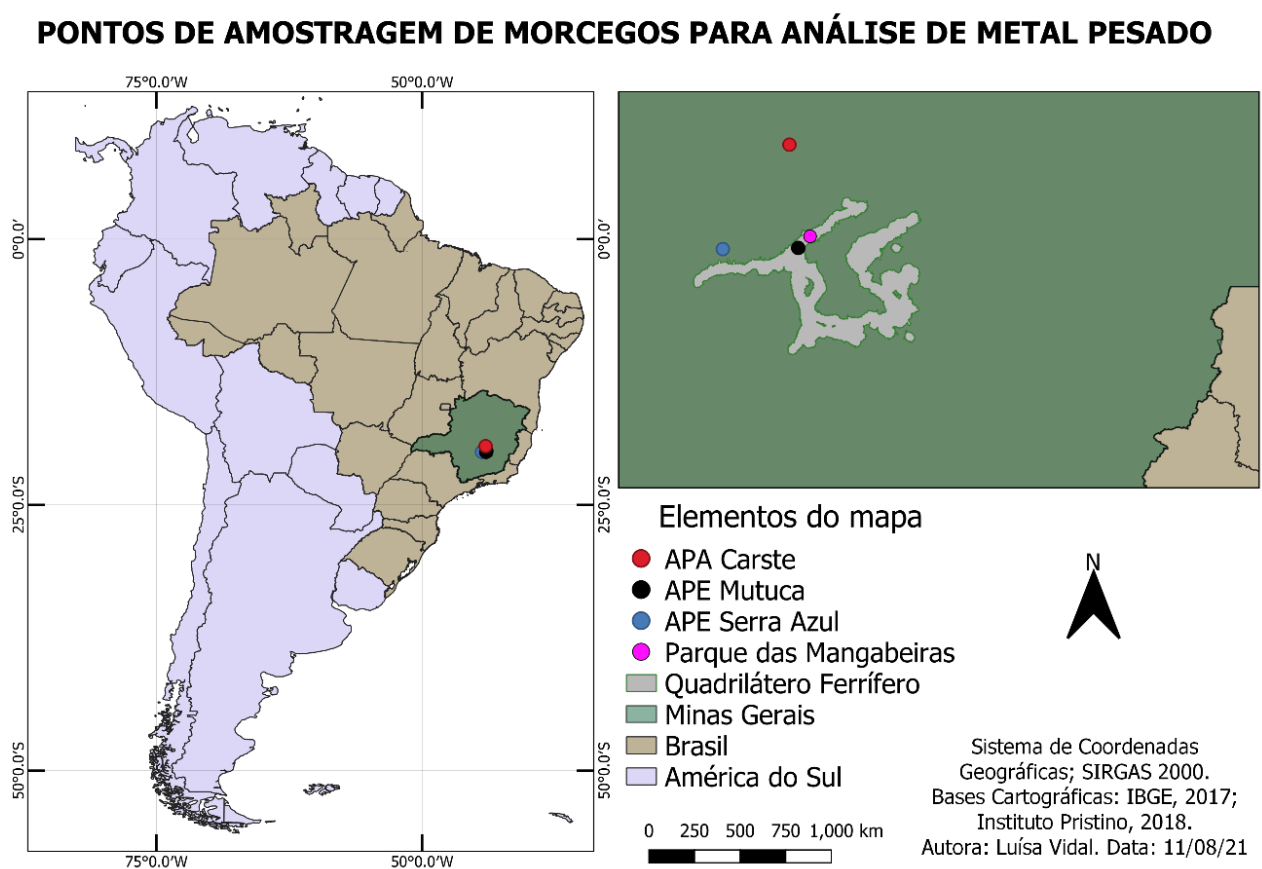 PONTOS DE AMOSTRAGEM DE MORCEGOS PARA ANÁLISE DE METAL PESADO
75°0.0'W
50°0.0'W
0°0.0'
0°0.0'
25°0.0'S
25°0.0'S
50°0.0'S
50°0.0'S
75°0.0'W
50°0.0'W
Elementos do mapa
APA Carste
APE Mutuca
APE Serra Azul
Parque das Mangabeiras
Quadrilátero Ferrífero
Minas Gerais
Brasil
América do Sul
N
0 250 500 750 1,000 km
Sistema de Coordenadas
Geográficas; SIRGAS 2000.
Bases Cartográficas: IBGE, 2017;
Instituto Pristino, 2018.
Autora: Luísa Vidal. Data: 11/08/21